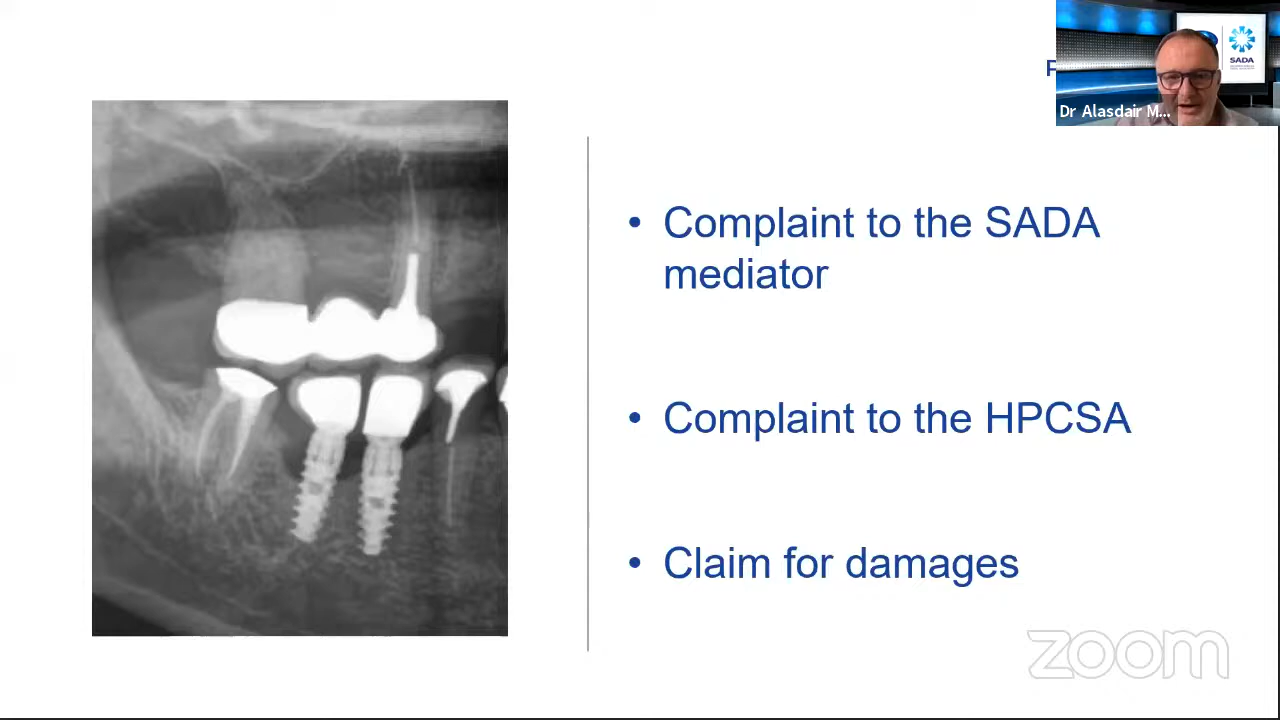 SADA
Dr Alasdair M...
• Complaint to the SADA
mediator
• Complaint to the HPCSA
• Claim for damages
zoom